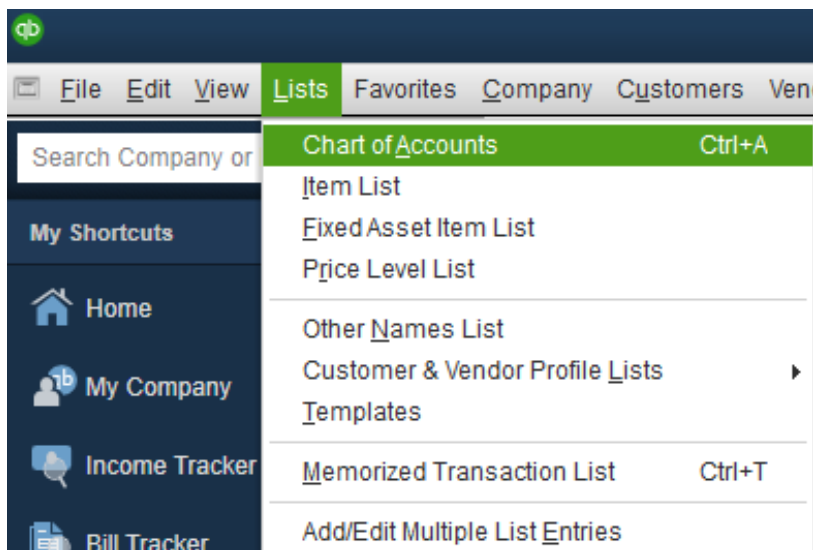 qb
File Edit View Lists Favorites Company Customers Ven
Search Company or
Chart of Accounts Ctrl+A
Item List
Fixed Asset Item List
Price Level List
Other Names List
Customer & Vendor Profile Lists
Templates
Memorized Transaction List Ctrl+T
Add/Edit Multiple List Entries
My Shortcuts
Home
qb
My Company
Income Tracker
Bill Tracker